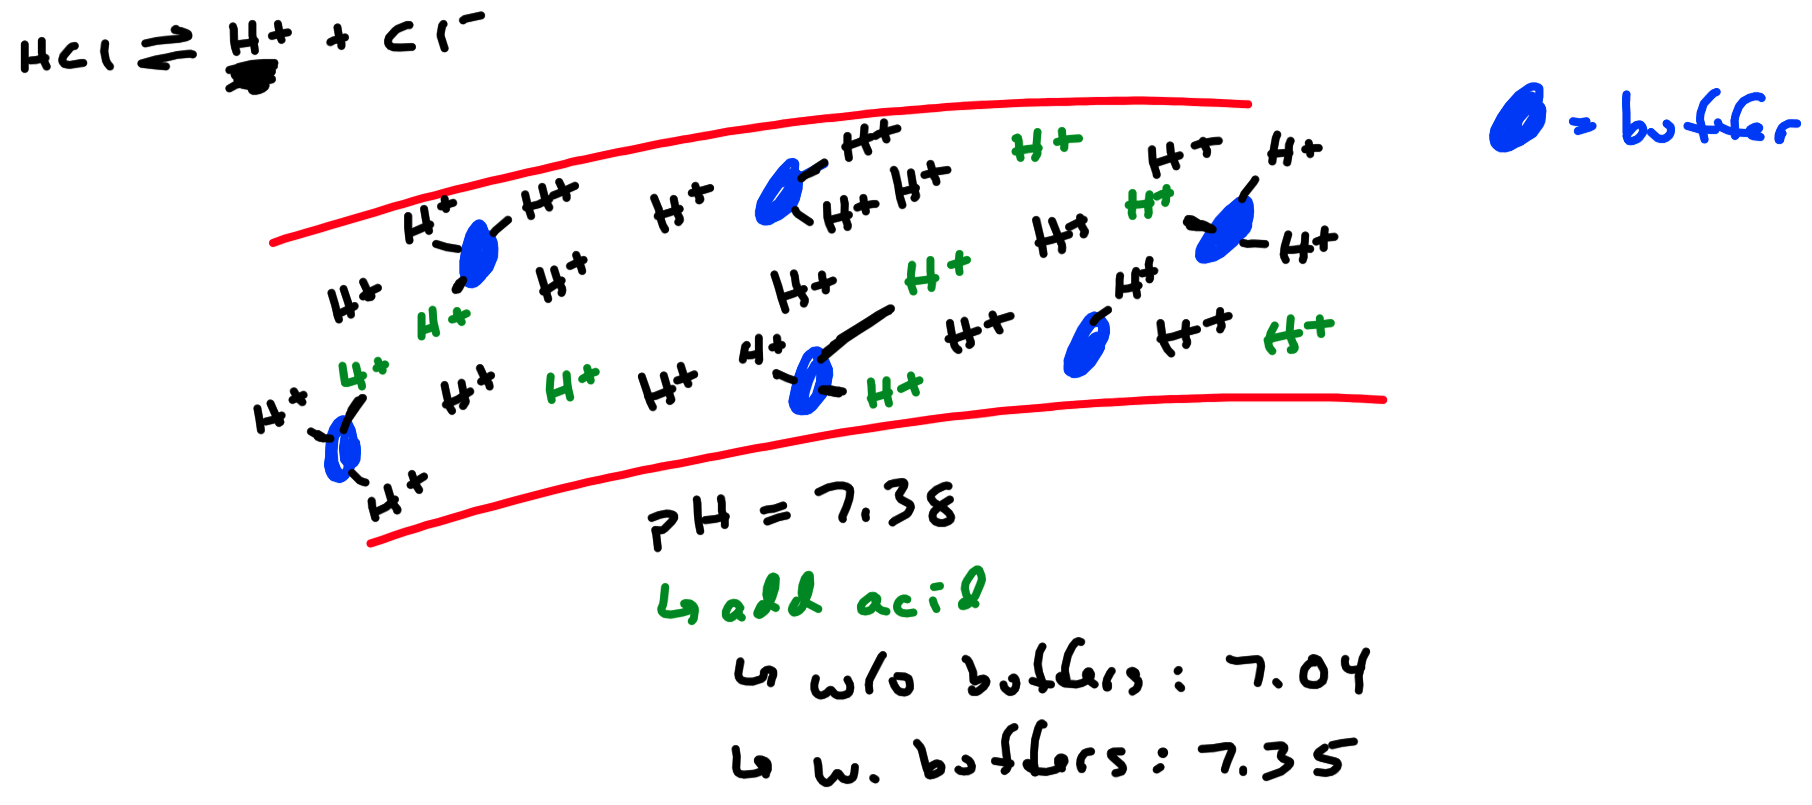 HCl ⇌ H+ + Cl⁻
= buffer
H+ H+ H+ H+ H+
H+ H+ H+ H+ H+ H+
H+ H+ H+ H+
H+ H+ H+ H+ H+
H+ H+ H+ H+ H+
H+ H+ H+ H+ H+ H+
H+
pH = 7.38
↳ add acid
↳ w/o buffers : 7.04
↳ w. buffers : 7.35